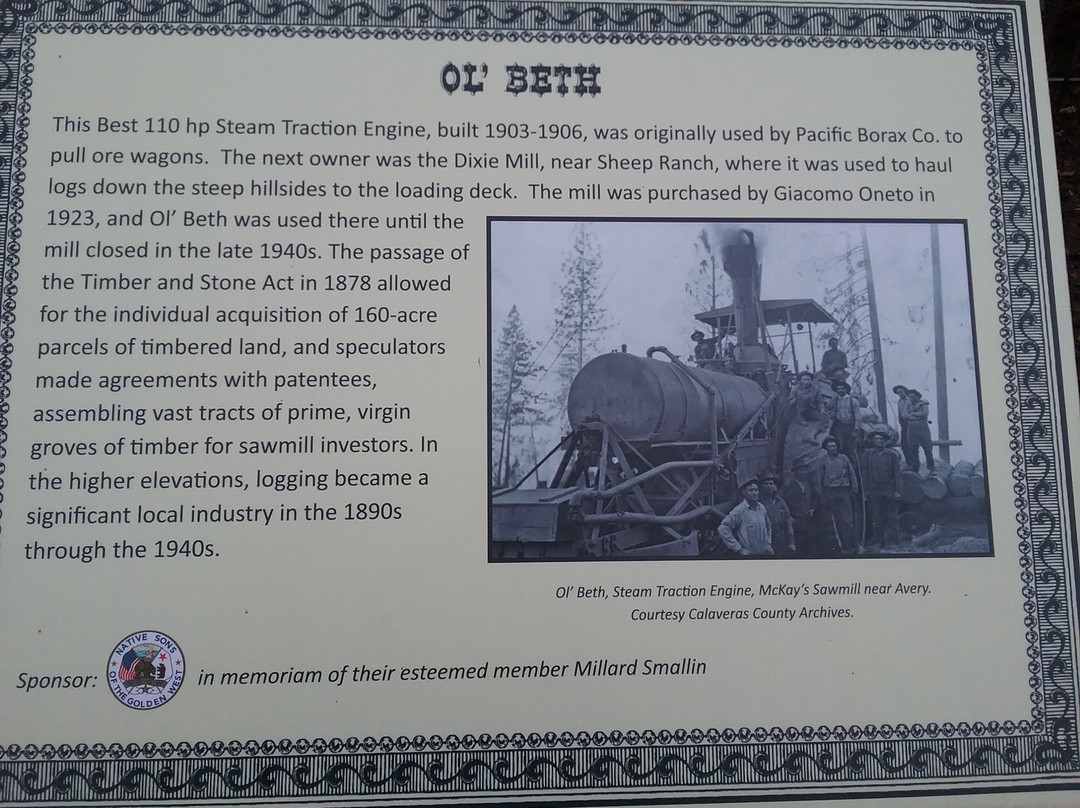 OL' BETH
This Best 110 hp Steam Traction Engine, built 1903-1906, was originally used by Pacific Borax Co. to
pull ore wagons.  The next owner was the Dixie Mill, near Sheep Ranch, where it was used to haul
logs down the steep hillsides to the loading deck.  The mill was purchased by Giacomo Oneto in
1923, and Ol' Beth was used there until the
mill closed in the late 1940s. The passage of
the Timber and Stone Act in 1878 allowed
for the individual acquisition of 160-acre
parcels of timbered land, and speculators
made agreements with patentees,
assembling vast tracts of prime, virgin
groves of timber for sawmill investors. In
the higher elevations, logging became a
significant local industry in the 1890s
through the 1940s.
Ol' Beth, Steam Traction Engine, McKay's Sawmill near Avery.
Courtesy Calaveras County Archives.
Sponsor:
NATIVE SONS
OF THE GOLDEN WEST
in memoriam of their esteemed member Millard Smallin